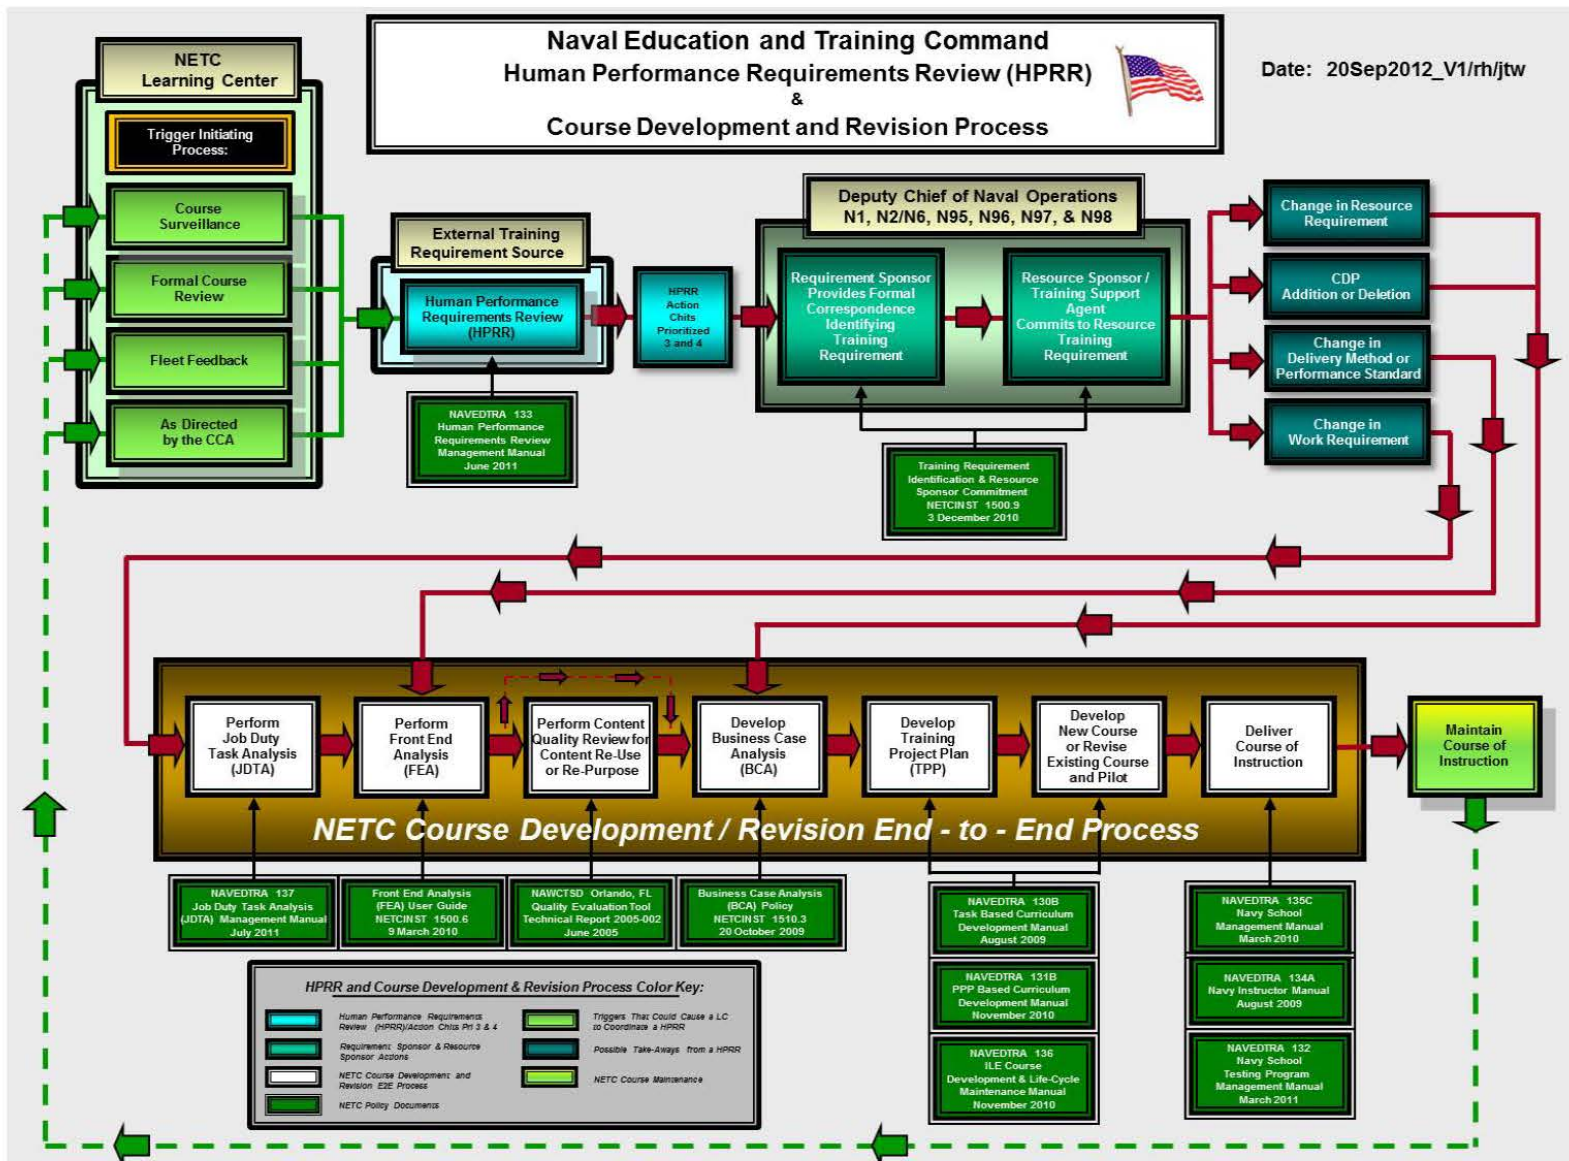 Naval Education and Training Command
Human Performance Requirements Review (HPRR)
&
Course Development and Revision Process
Date: 20Sep2012_V1/rh/jtw
NETC
Learning Center
Trigger Initiating
Process:
Course
Surveillance
Formal Course
Review
Fleet Feedback
As Directed
by the CCA
External Training
Requirement Source
Human Performance
Requirements Review
(HPRR)
NAVEDTRA 133
Human Performance
Requirements Review
Management Manual
June 2011
HPRR
Action
Chits
Prioritized
3 and 4
Deputy Chief of Naval Operations
N1, N2/N6, N95, N96, N97, & N98
Requirement Sponsor
Provides Formal
Correspondence
Identifying
Training
Requirement
Resource Sponsor /
Training Support
Agent
Commits to Resource
Training
Requirement
Training Requirement
Identification & Resource
Sponsor Commitment
NETCINST 1500.9
3 December 2010
Change in Resource
Requirement
CDP
Addition or Deletion
Change in
Delivery Method or
Performance Standard
Change in
Work Requirement
Perform
Job Duty
Task Analysis
(JDTA)
Perform
Front End
Analysis
(FEA)
Perform Content
Quality Review for
Content Re-Use
or Re-Purpose
Develop
Business Case
Analysis
(BCA)
Develop
Training
Project Plan
(TPP)
Develop
New Course
or Revise
Existing Course
and Pilot
Deliver
Course of
Instruction
Maintain
Course of
Instruction
NETC Course Development / Revision End - to - End Process
NAVEDTRA 137
Job Duty Task Analysis
(JDTA) Management Manual
July 2011
Front End Analysis
(FEA) User Guide
NETCINST 1500.6
9 March 2010
NAWCTSD Orlando, FL
Quality Evaluation Tool
Technical Report 2005-002
June 2005
Business Case Analysis
(BCA) Policy
NETCINST 1510.3
20 October 2009
NAVEDTRA 130B
Task Based Curriculum
Development Manual
August 2009
NAVEDTRA 131B
PPP Based Curriculum
Development Manual
November 2010
NAVEDTRA 136
ILE Course
Development & Life-Cycle
Maintenance Manual
November 2010
NAVEDTRA 135C
Navy School
Management Manual
March 2010
NAVEDTRA 134A
Navy Instructor Manual
August 2009
NAVEDTRA 132
Navy School
Testing Program
Management Manual
March 2011
HPRR and Course Development & Revision Process Color Key:
Human Performance Requirements
Review (HPRR)/Action Chits Pri 3 & 4
Requirement Sponsor & Resource
Sponsor Actions
NETC Course Development and
Revision E2E Process
NETC Policy Documents
Triggers That Could Cause a LC
to Coordinate a HPRR
Possible Take-Aways from a HPRR
NETC Course Maintenance